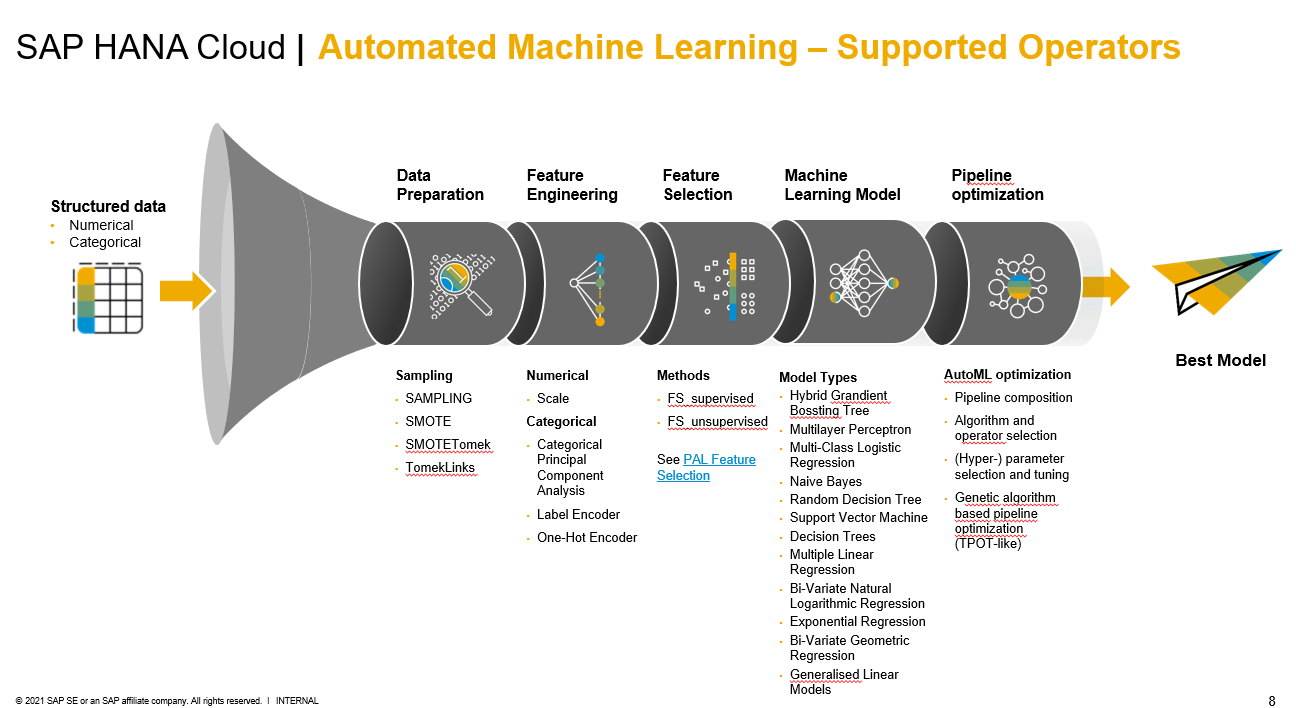 SAP HANA Cloud | Automated Machine Learning – Supported Operators
Structured data
Numerical
Categorical
Data
Preparation
Feature
Engineering
Feature
Selection
Machine
Learning Model
Pipeline
optimization
Best Model
Sampling
SAMPLING
SMOTE
SMOTETomek
TomekLinks
Numerical
Scale
Categorical
Categorical
Principal
Component
Analysis
Label Encoder
One-Hot Encoder
Methods
FS_supervised
FS_unsupervised
See PAL Feature
Selection
Model Types
Hybrid Grandient
Bossting Tree
Multilayer Perceptron
Multi-Class Logistic
Regression
Naive Bayes
Random Decision Tree
Support Vector Machine
Decision Trees
Multiple Linear
Regression
Bi-Variate Natural
Logarithmic Regression
Exponential Regression
Bi-Variate Geometric
Regression
Generalised Linear
Models
AutoML optimization
Pipeline composition
Algorithm and
operator selection
(Hyper-) parameter
selection and tuning
Genetic algorithm
based pipeline
optimization
(TPOT-like)
© 2021 SAP SE or an SAP affiliate company. All rights reserved. | INTERNAL
8